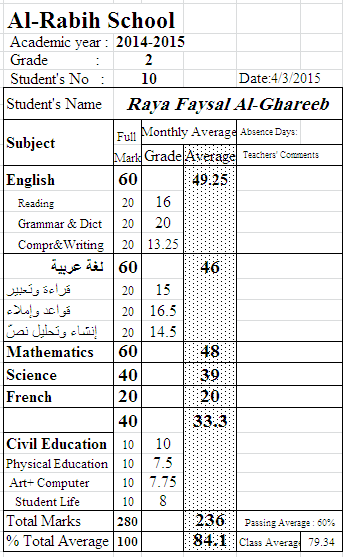 Al-Rabih School
Academic year : 2014-2015
Grade : 2
Student's No : 10 Date:4/3/2015
Student's Name Raya Faysal Al-Ghareeb
Subject Full Mark Monthly Average Absence Days:
Grade Average Teachers' Comments
English 60 49.25
Reading 20 16
Grammar & Dict 20 20
Compr&Writing 20 13.25
لغة عربية 60 46
قراءة وتعبير 20 15
قواعد وإملاء 20 16.5
إنشاء وتحليل نصّ 20 14.5
Mathematics 60 48
Science 40 39
French 20 20
40 33.3
Civil Education 10 10
Physical Education 10 7.5
Art+ Computer 10 7.75
Student Life 10 8
Total Marks 280 236 Passing Average : 60%
% Total Average 100 84.1 Class Average 79.34